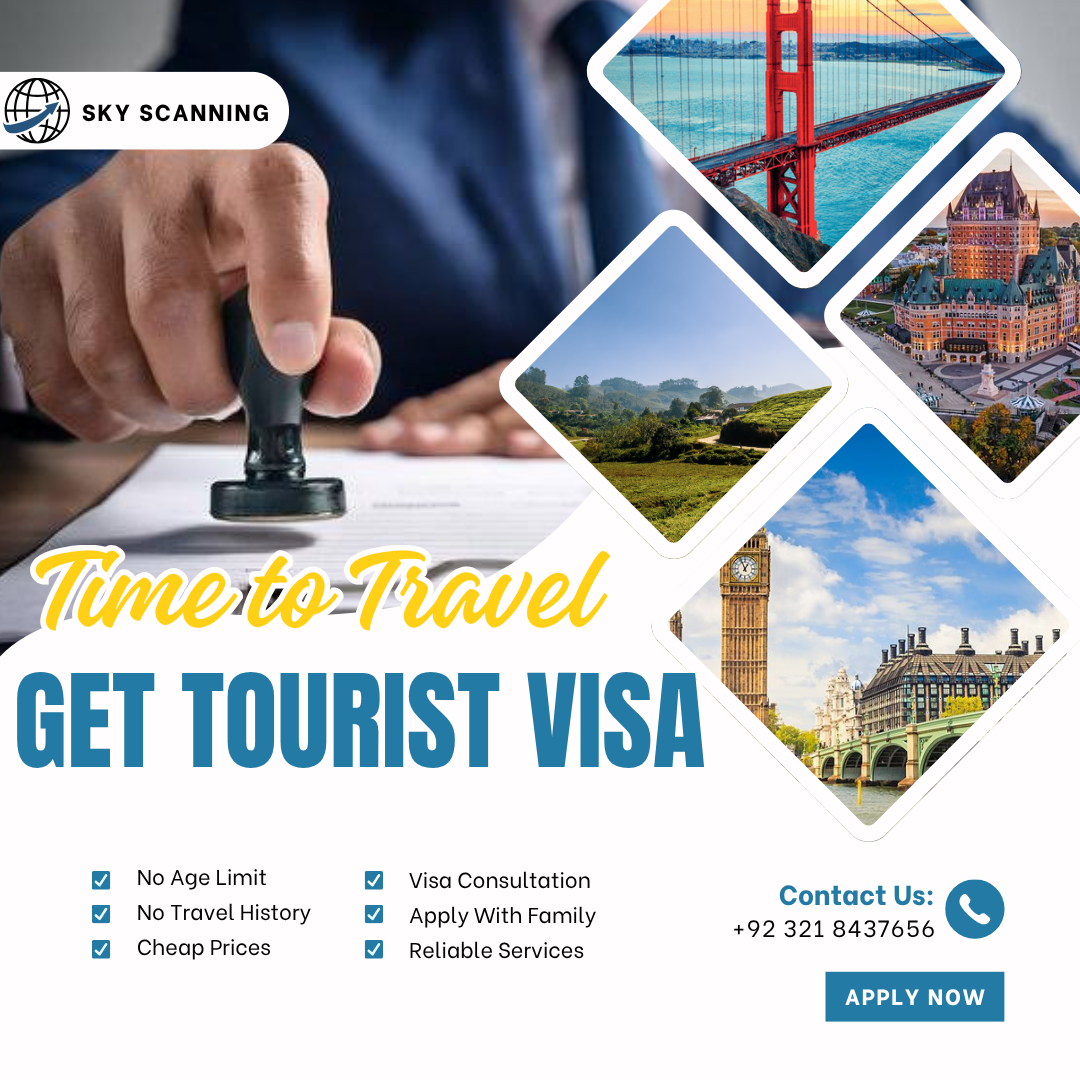 SKY SCANNING
Time to Travel
GET TOURIST VISA
No Age Limit
No Travel History
Cheap Prices
Visa Consultation
Apply With Family
Reliable Services
Contact Us:
+92 321 8437656
APPLY NOW